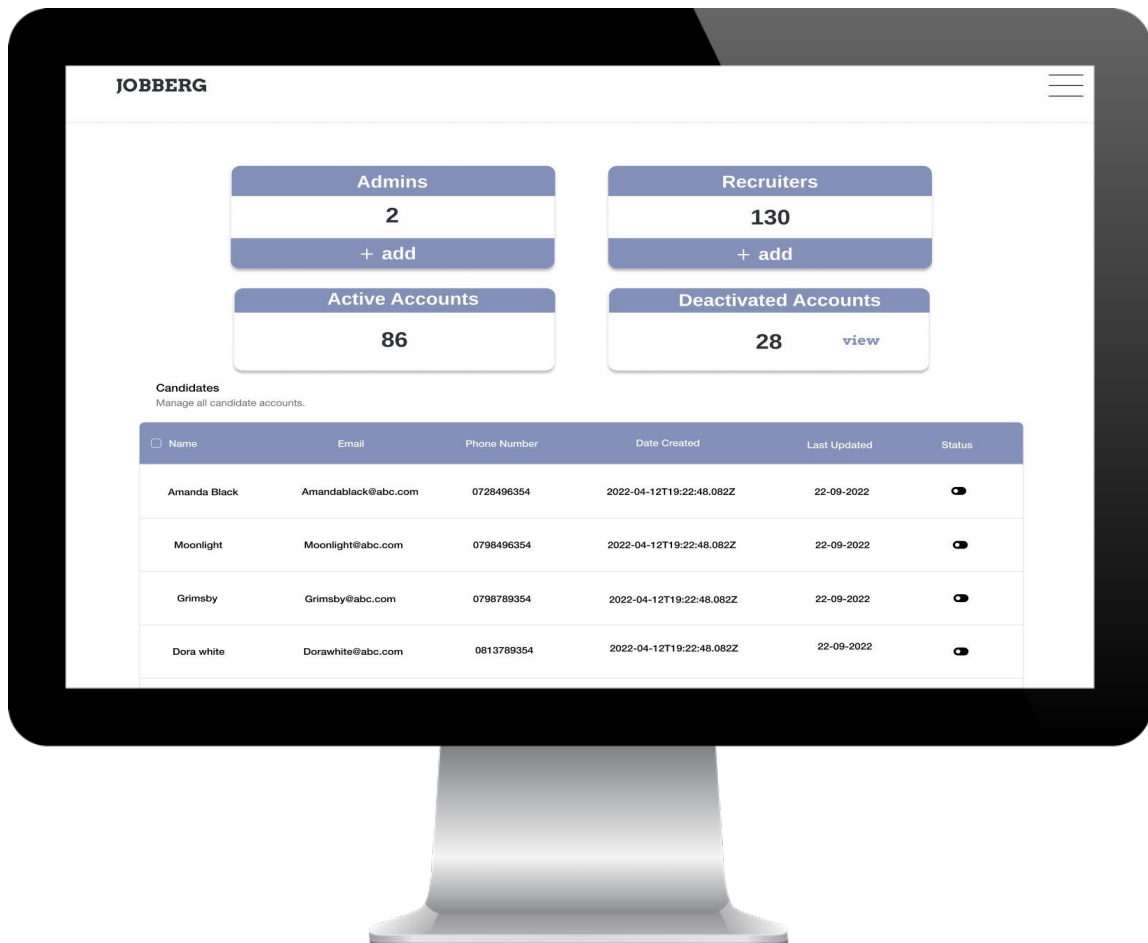 JOBBERG
Admins
2
+ add
Recruiters
130
+ add
Active Accounts
86
Deactivated Accounts
28 view
Candidates
Manage all candidate accounts.
Name Email Phone Number Date Created Last Updated Status
Amanda Black Amandablack@abc.com 0728496354 2022-04-12T19:22:48.082Z 22-09-2022
Moonlight Moonlight@abc.com 0798496354 2022-04-12T19:22:48.082Z 22-09-2022
Grimsby Grimsby@abc.com 0798789354 2022-04-12T19:22:48.082Z 22-09-2022
Dora white Dorawhite@abc.com 0813789354 2022-04-12T19:22:48.082Z 22-09-2022